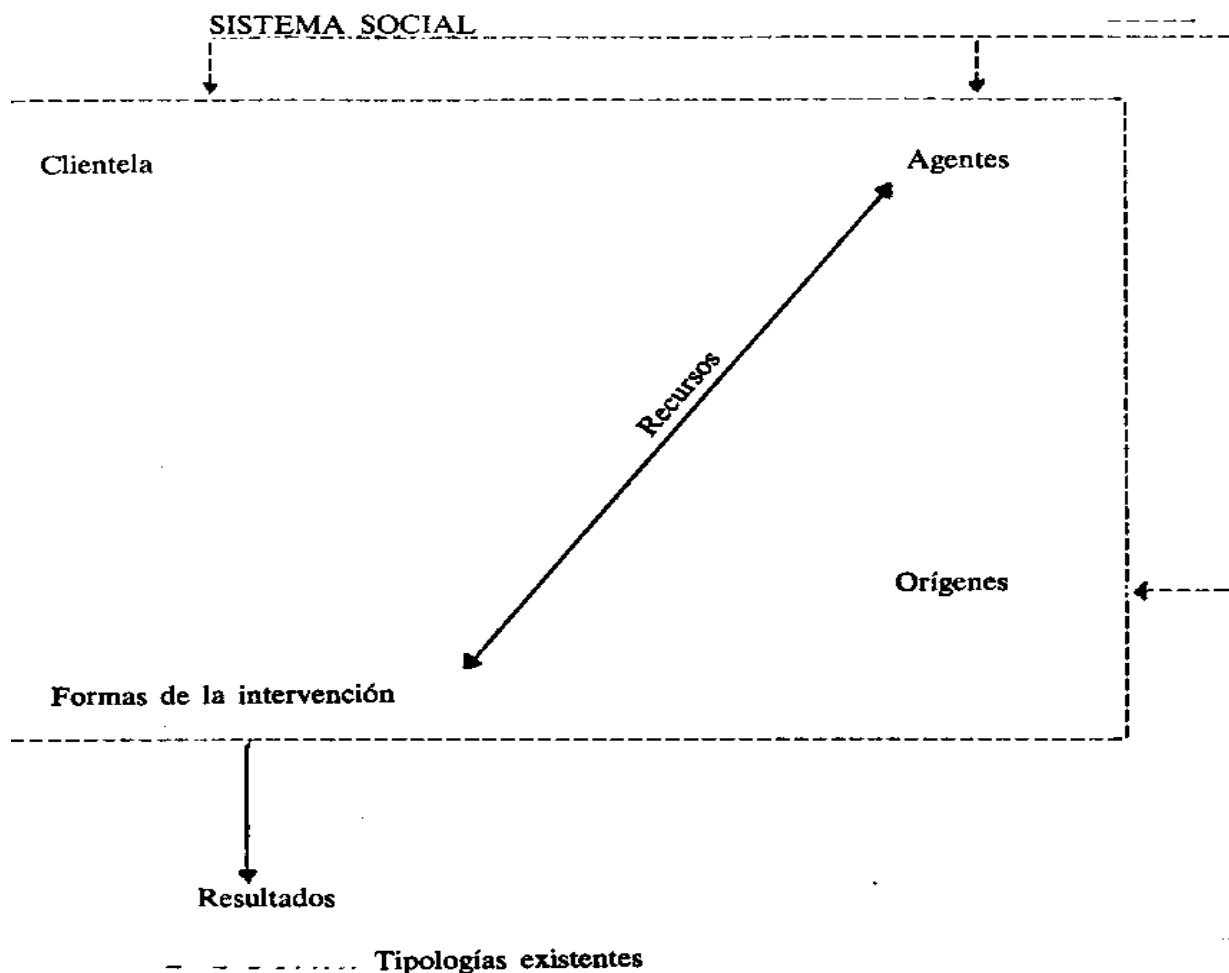 SISTEMA SOCIAL
Clientela
Agentes
Recursos
Orígenes
Formas de la intervención
Resultados
Tipologías existentes